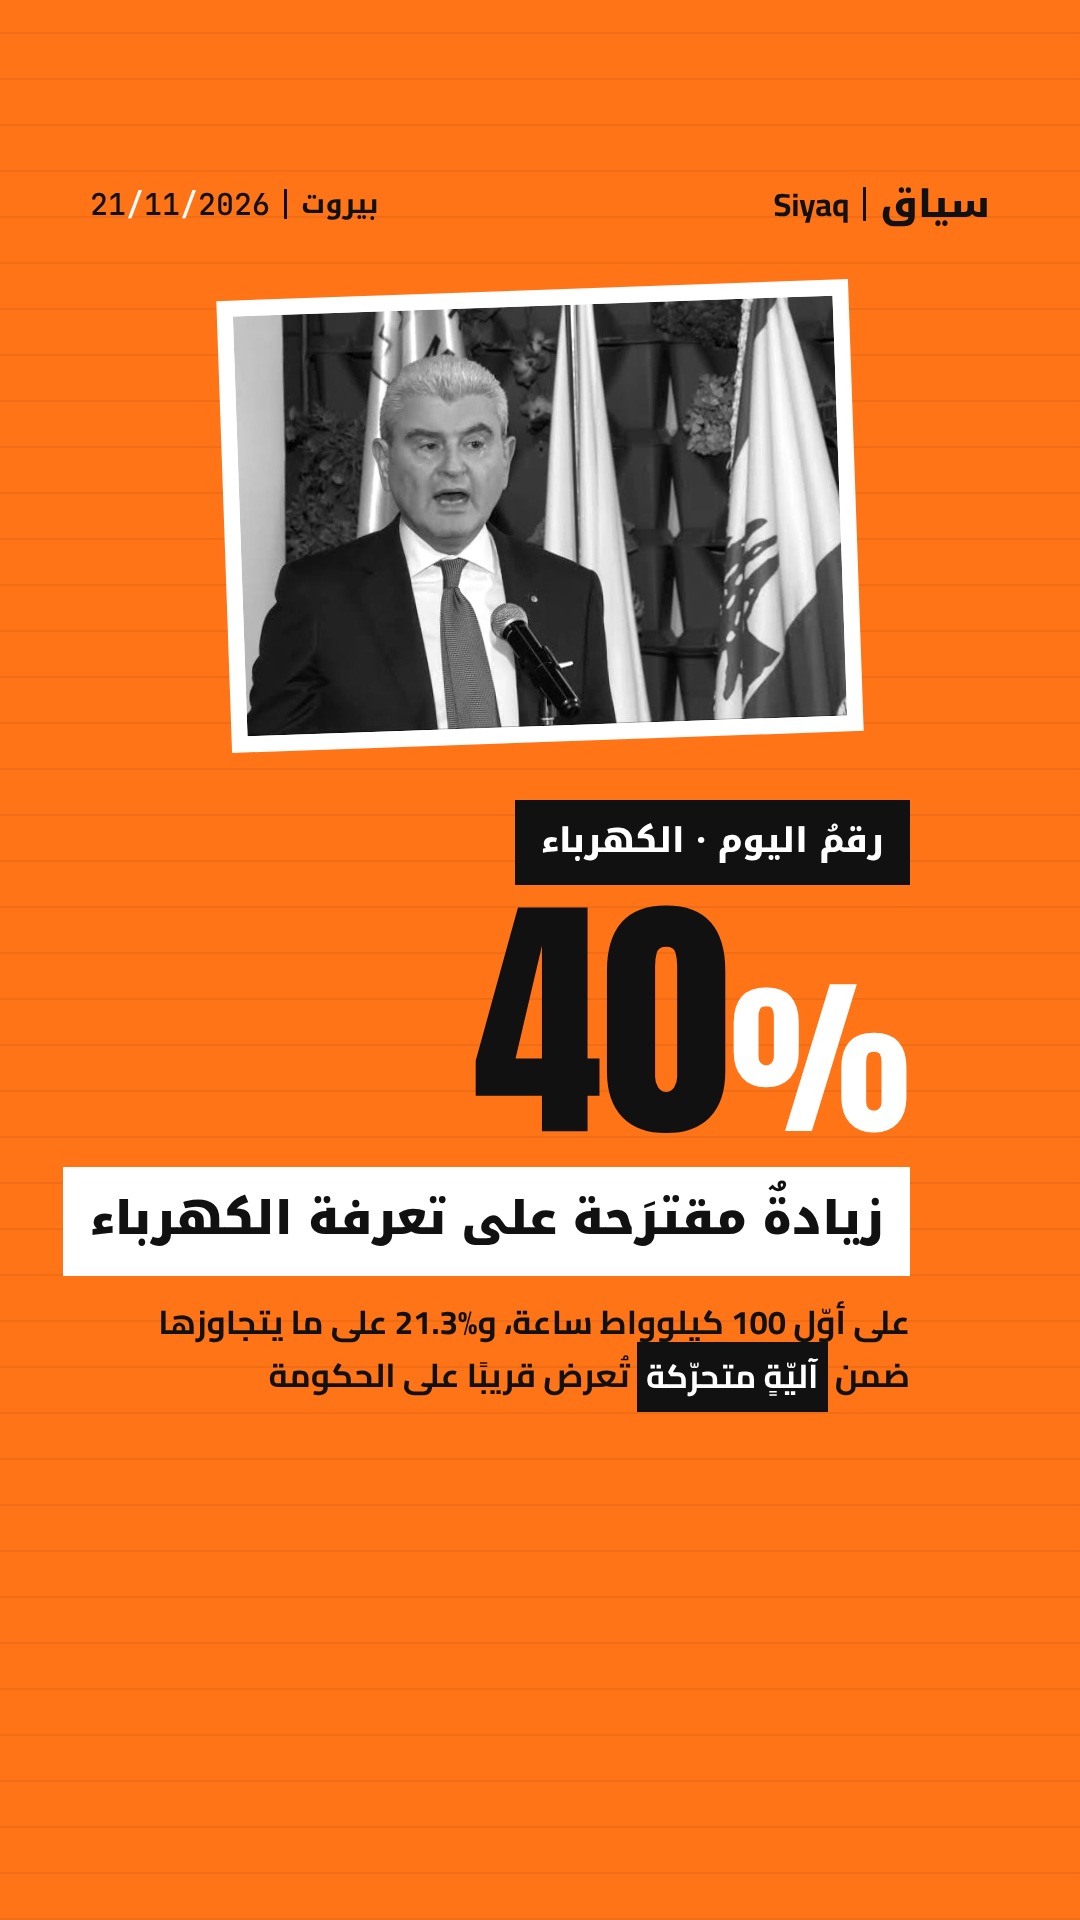 سياق | Siyaq
بيروت | 21/11/2026
رقمُ اليوم · الكهرباء
40%
زيادةٌ مقترَحة على تعرفة الكهرباء
على أوّل 100 كيلوواط ساعة، و21.3% على ما يتجاوزها
ضمن آليّةٍ متحرّكة تُعرض قريبًا على الحكومة